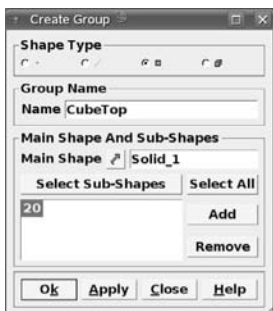 Create Group
Shape Type
Group Name
Name CubeTop
Main Shape And Sub-Shapes
Main Shape Solid_1
Select Sub-Shapes Select All
20
Add
Remove
Ok Apply Close Help